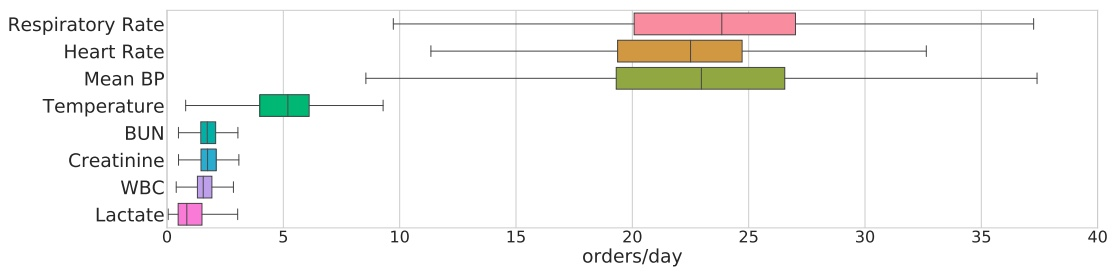 Respiratory Rate
Heart Rate
Mean BP
Temperature
BUN
Creatinine
WBC
Lactate
0 5 10 15 20 25 30 35 40
orders/day